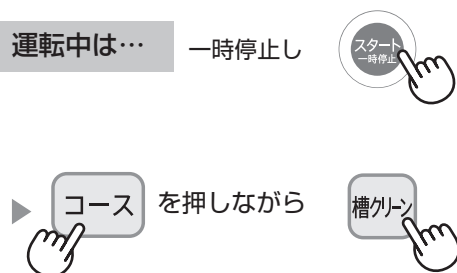 運転中は… 一時停止し スタート
一時停止
コース を押しながら 槽クリーン